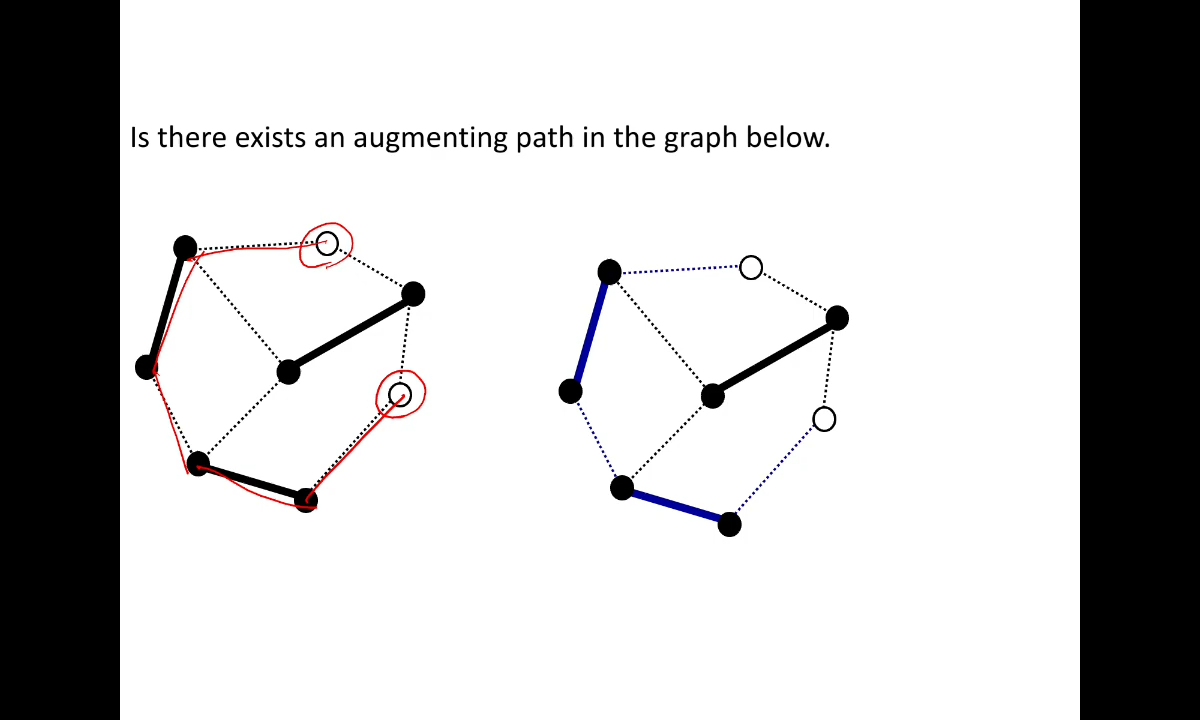 Is there exists an augmenting path in the graph below.